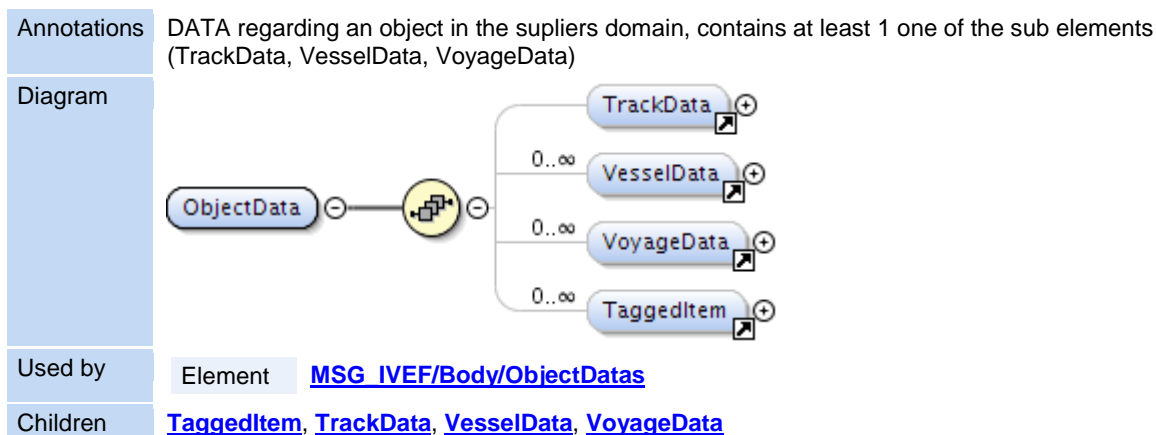 Annotations DATA regarding an object in the supliers domain, contains at least 1 one of the sub elements
(TrackData, VesselData, VoyageData)
Diagram
TrackData
0..∞
VesselData
ObjectData
0..∞
VoyageData
0..∞
TaggedItem
Used by Element MSG_IVEF/Body/ObjectDatas
Children TaggedItem, TrackData, VesselData, VoyageData